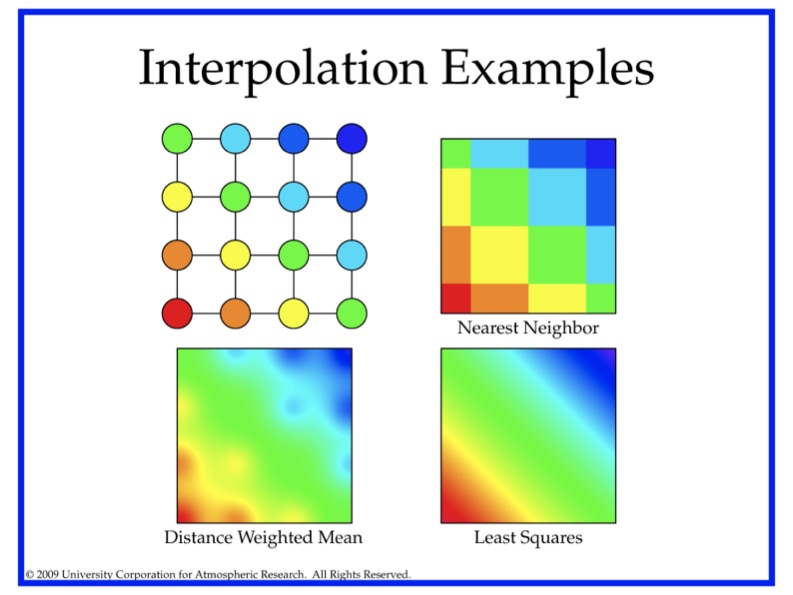 Interpolation Examples
Nearest Neighbor
Distance Weighted Mean
Least Squares
© 2009 University Corporation for Atmospheric Research. All Rights Reserved.